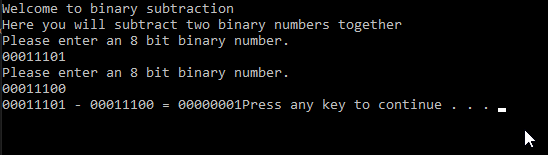 Welcome to binary subtraction
Here you will subtract two binary numbers together
Please enter an 8 bit binary number.
00011101
Please enter an 8 bit binary number.
00011100
00011101 - 00011100 = 00000001Press any key to continue . . .